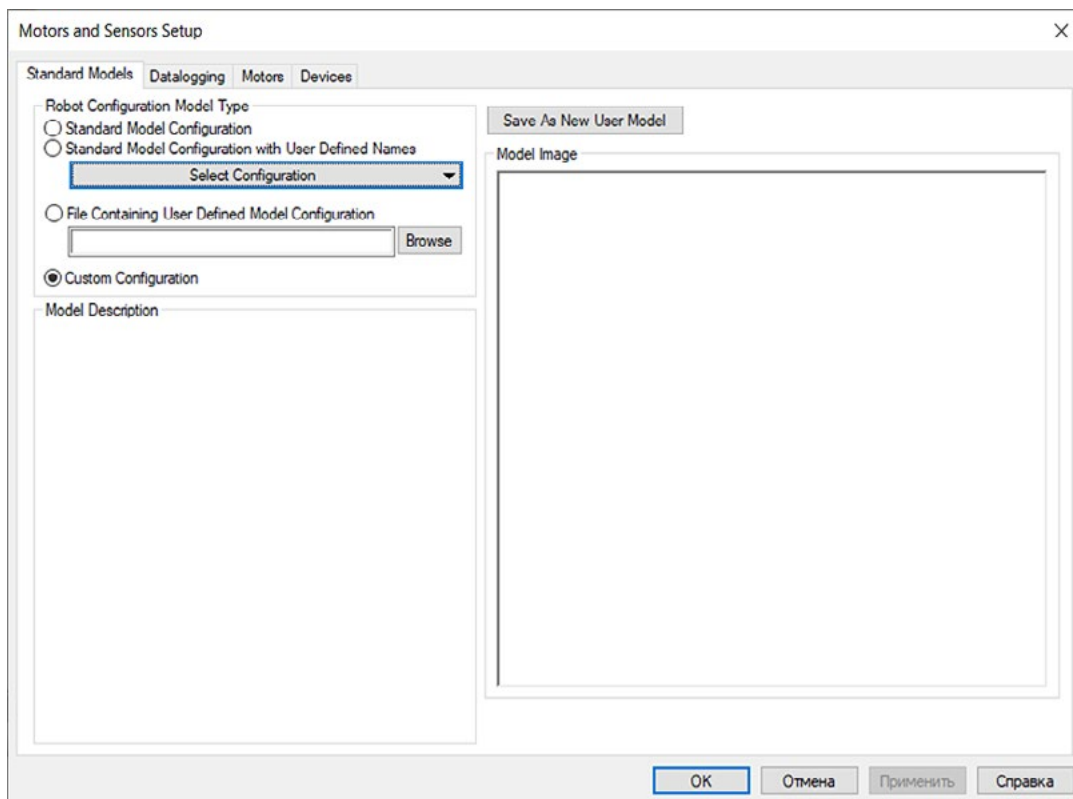 Motors and Sensors Setup
Standard Models Datalogging Motors Devices
Robot Configuration Model Type
Standard Model Configuration
Standard Model Configuration with User Defined Names
Select Configuration
File Containing User Defined Model Configuration
Browse
Custom Configuration
Model Description
Save As New User Model
Model Image
OK Отмена Применить Справка